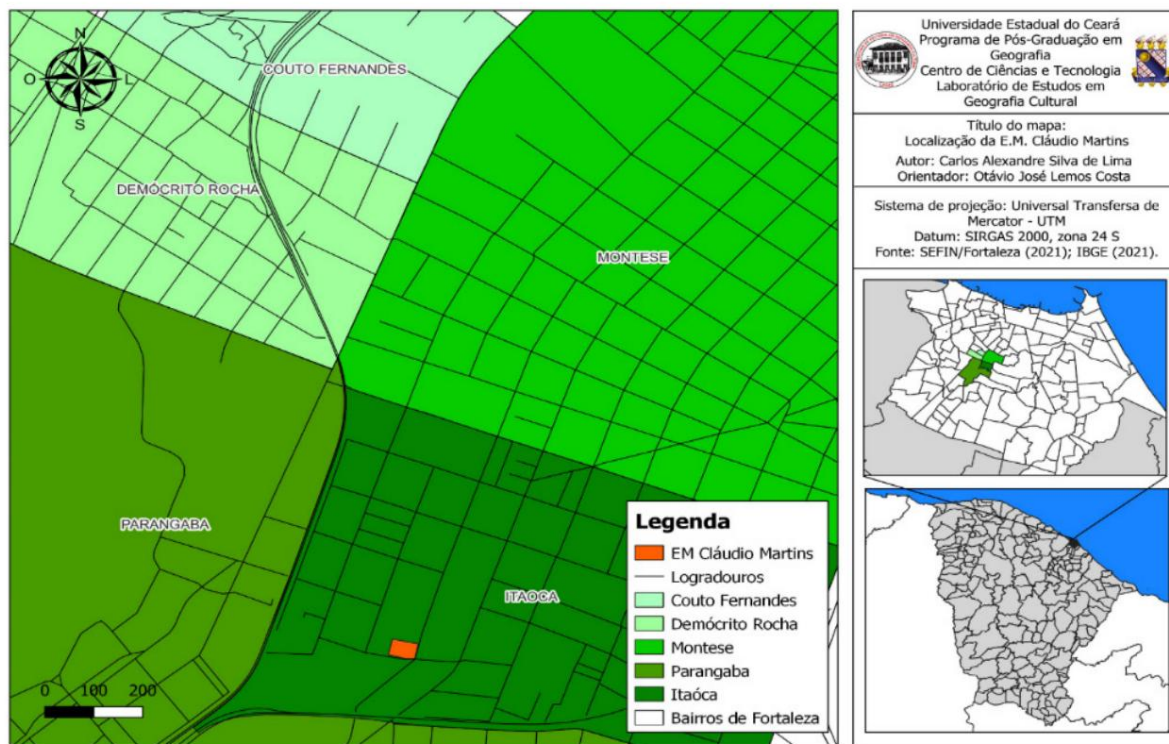 N
O
L
S
COUTO FERNANDES
DEMÓCRITO ROCHA
MONTESE
PARANGABA
ITAOCA
0 100 200
Legenda
EM Cláudio Martins
Logradouros
Couto Fernandes
Demócrito Rocha
Montese
Parangaba
Itaóca
Bairros de Fortaleza
Universidade Estadual do Ceará
Programa de Pós-Graduação em
Geografia
Centro de Ciências e Tecnologia
Laboratório de Estudos em
Geografia Cultural
Título do mapa:
Localização da E.M. Cláudio Martins
Autor: Carlos Alexandre Silva de Lima
Orientador: Otávio José Lemos Costa
Sistema de projeção: Universal Transfersa de
Mercator - UTM
Datum: SIRGAS 2000, zona 24 S
Fonte: SEFIN/Fortaleza (2021); IBGE (2021).